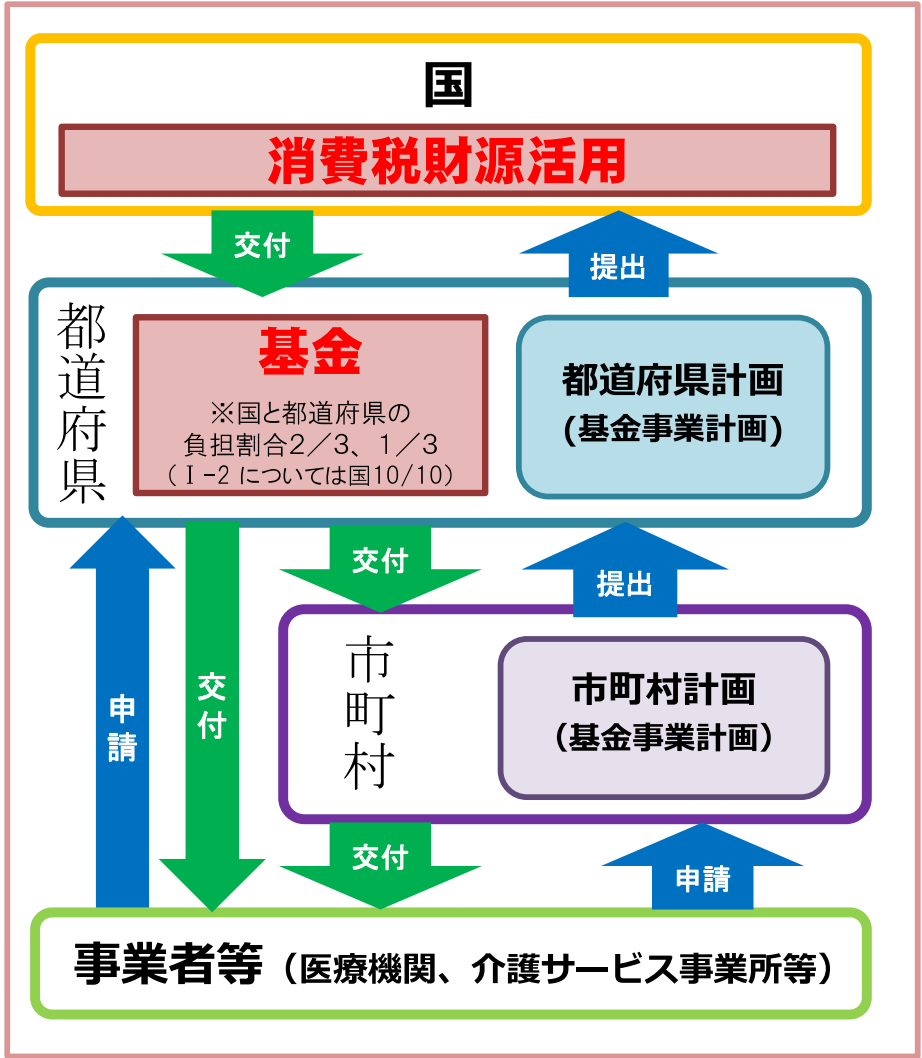 国
消費税財源活用
交付
提出
都道府県
基金
※国と都道府県の
負担割合2／3、1／3
（Ⅰ-2 については国10/10）
都道府県計画
(基金事業計画)
交付
提出
申請
交付
市町村
市町村計画
（基金事業計画）
交付
申請
事業者等（医療機関、介護サービス事業所等）